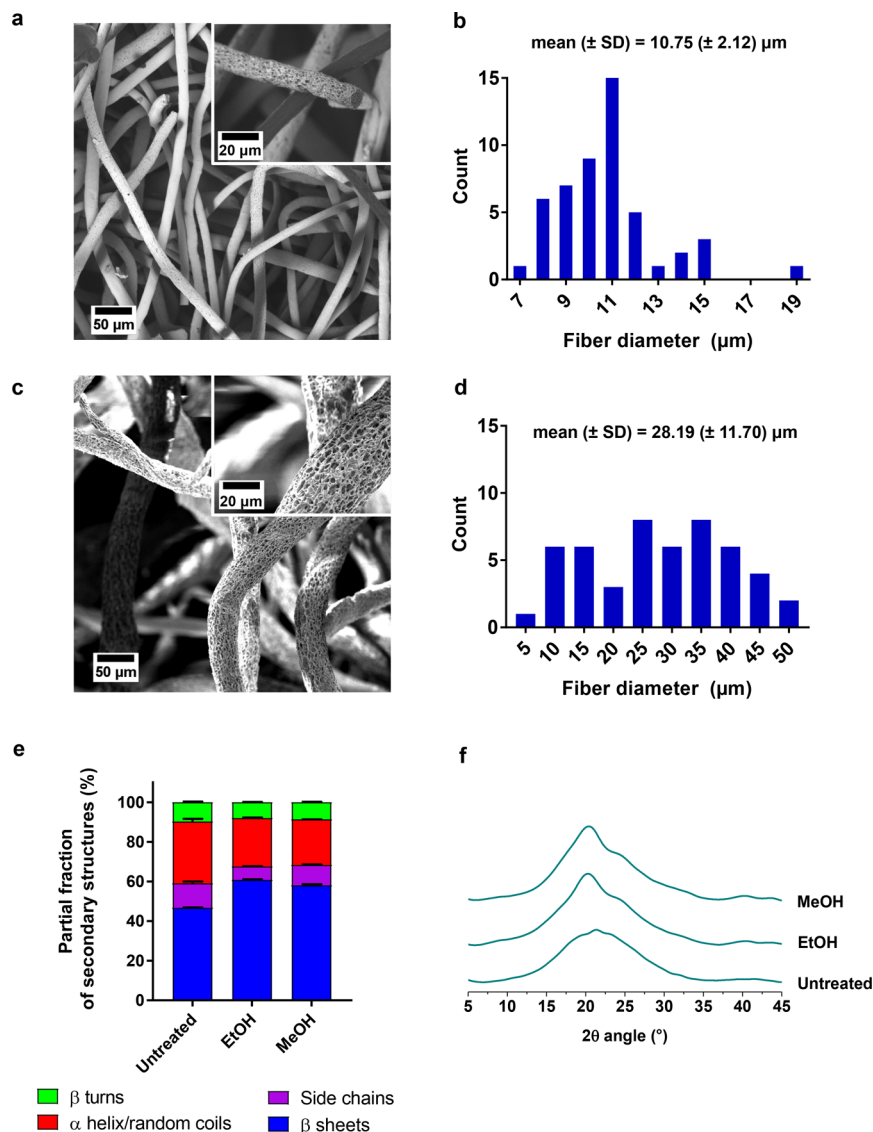 a
20 µm
50 µm
b
mean (± SD) = 10.75 (± 2.12) µm
Count
15
10
5
0
7
9
11
13
15
17
19
Fiber diameter (µm)
c
20 µm
50 µm
d
mean (± SD) = 28.19 (± 11.70) µm
Count
15
10
5
0
5
10
15
20
25
30
35
40
45
50
Fiber diameter (µm)
e
Partial fraction
of secondary structures (%)
100
80
60
40
20
0
Untreated
EtOH
MeOH
β turns
α helix/random coils
Side chains
β sheets
f
MeOH
EtOH
Untreated
5
10
15
20
25
30
35
40
45
2θ angle (°)